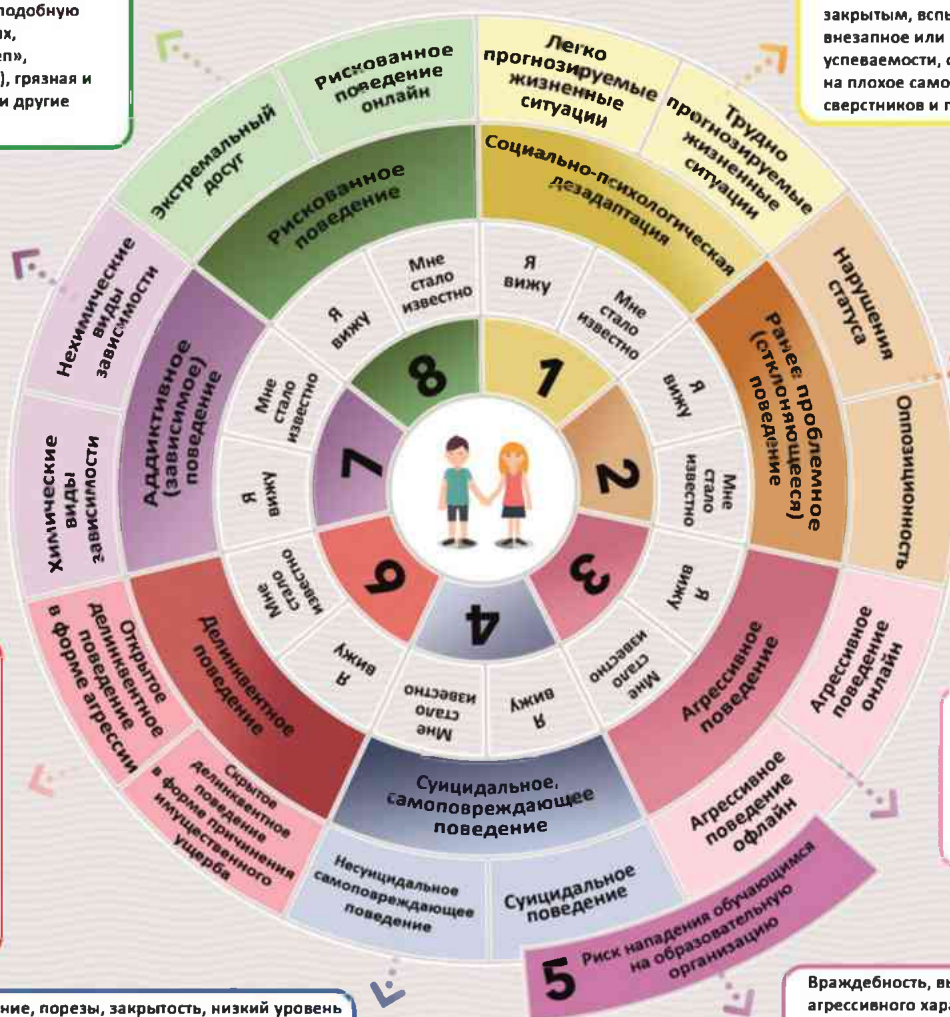 подобную
их,
еп»,
), грязная и
и другие
закрытым, вспы
внезапное или
успеваемости, с
на плохое само
сверстников и п
Рискованное
поведение
онлайн
Экстремальный
досуг
Рискованное
поведение
Легко
прогнозируемые
жизненные
ситуации
Трудно
прогнозируемые
жизненные
ситуации
Социально-психологическая
дезадаптация
Нарушения
статуса
Оппозиционность
Ранее проблемное
(отклоняющееся)
поведение
Агрессивное
поведение
онлайн
Агрессивное
поведение
офлайн
Агрессивное
поведение
5 Риск нападения обучающимся
на образовательную
организацию
Суицидальное,
самоповреждающее
поведение
Суицидальное
поведение
Несуицидальное
самоповреждающее
поведение
Делинквентное
поведение
Скрытое
делинквентное
поведение
в форме причинения
имущественного
ущерба
Открытое
делинквентное
поведение
в форме агрессии
Аддиктивное
(зависимое)
поведение
Химические
виды
зависимости
Нехимические
виды
зависимости
Я
вижу
Мне
стало
известно
Я
вижу
Мне
стало
известно
Я
вижу
Мне
стало
известно
Я
вижу
Мне
стало
известно
Я
вижу
Мне
стало
известно
Я
вижу
Мне
стало
известно
Я
вижу
Мне
стало
известно
1
2
3
4
6
7
8
ние, порезы, закрытость, низкий уровень
Враждебность, вы
агрессивного хара